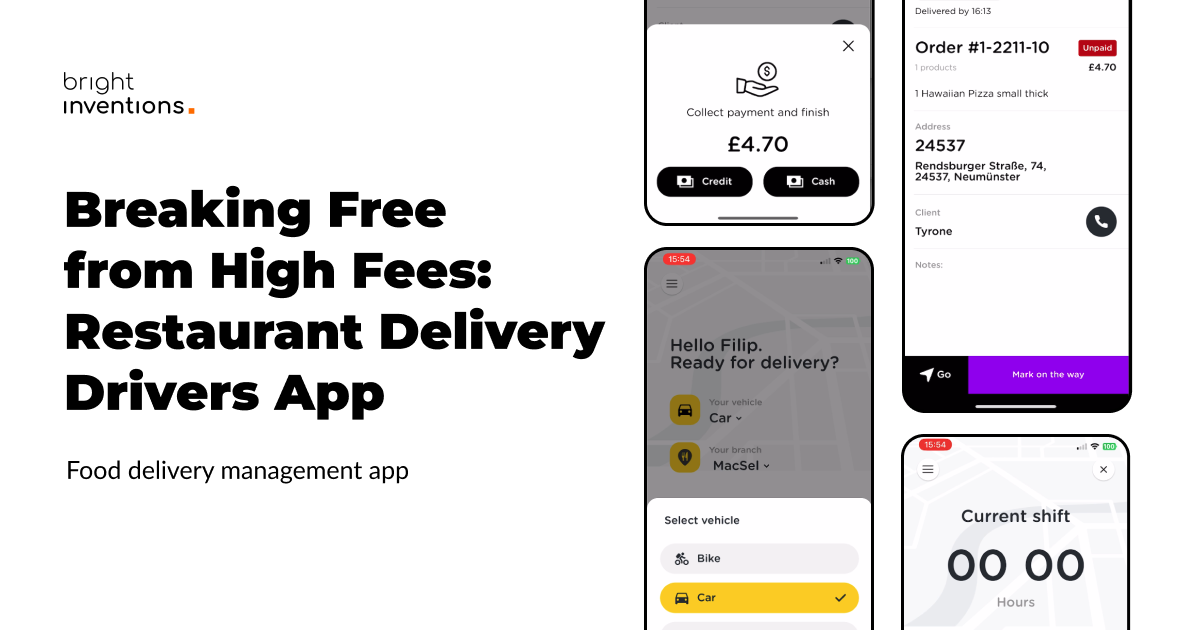 bright
inventions.
Breaking Free
from High Fees:
Restaurant Delivery
Drivers App
Food delivery management app
Collect payment and finish
£4.70
Credit
Cash
15:54
100
Hello Filip.
Ready for delivery?
Your vehicle
Car
Your branch
MacSel
Select vehicle
Bike
Car
Delivered by 16:13
Order #1-2211-10
Unpaid
1 products
£4.70
1 Hawaiian Pizza small thick
Address
24537
Rendsburger Straße, 74,
24537, Neumünster
Client
Tyrone
Notes:
Go
Mark on the way
15:54
100
Current shift
00 00
Hours